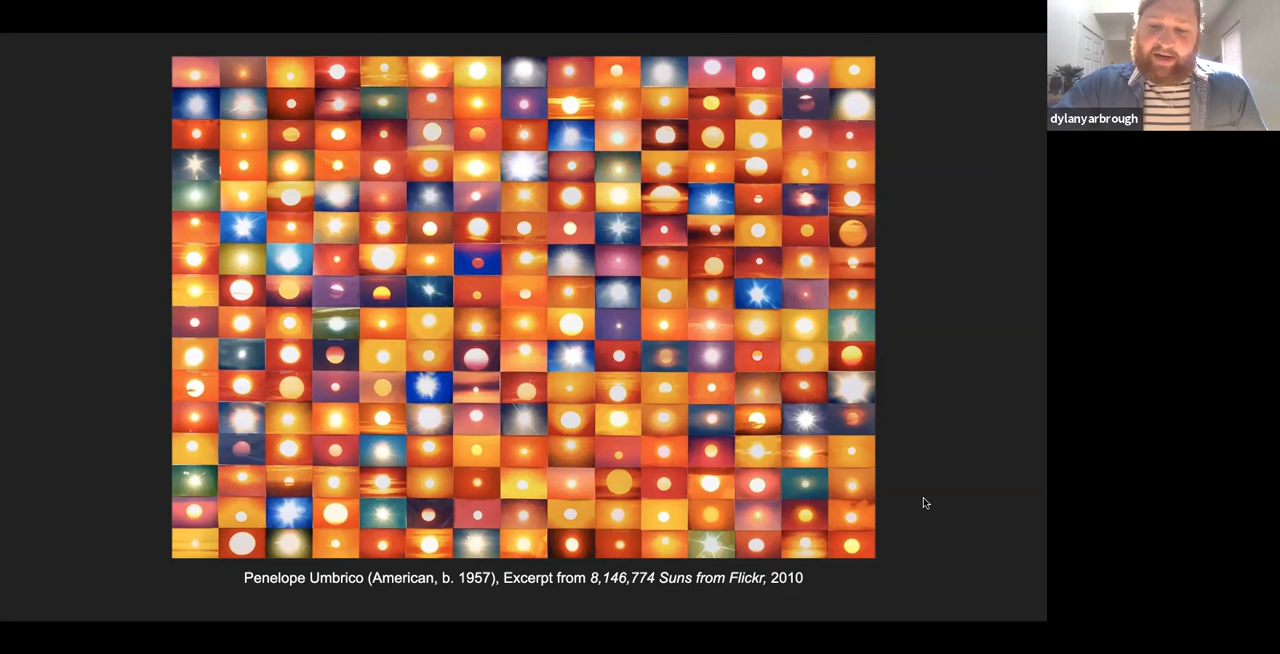 dylanyarbrough
Penelope Umbrico (American, b. 1957), Excerpt from 8,146,774 Suns from Flickr, 2010